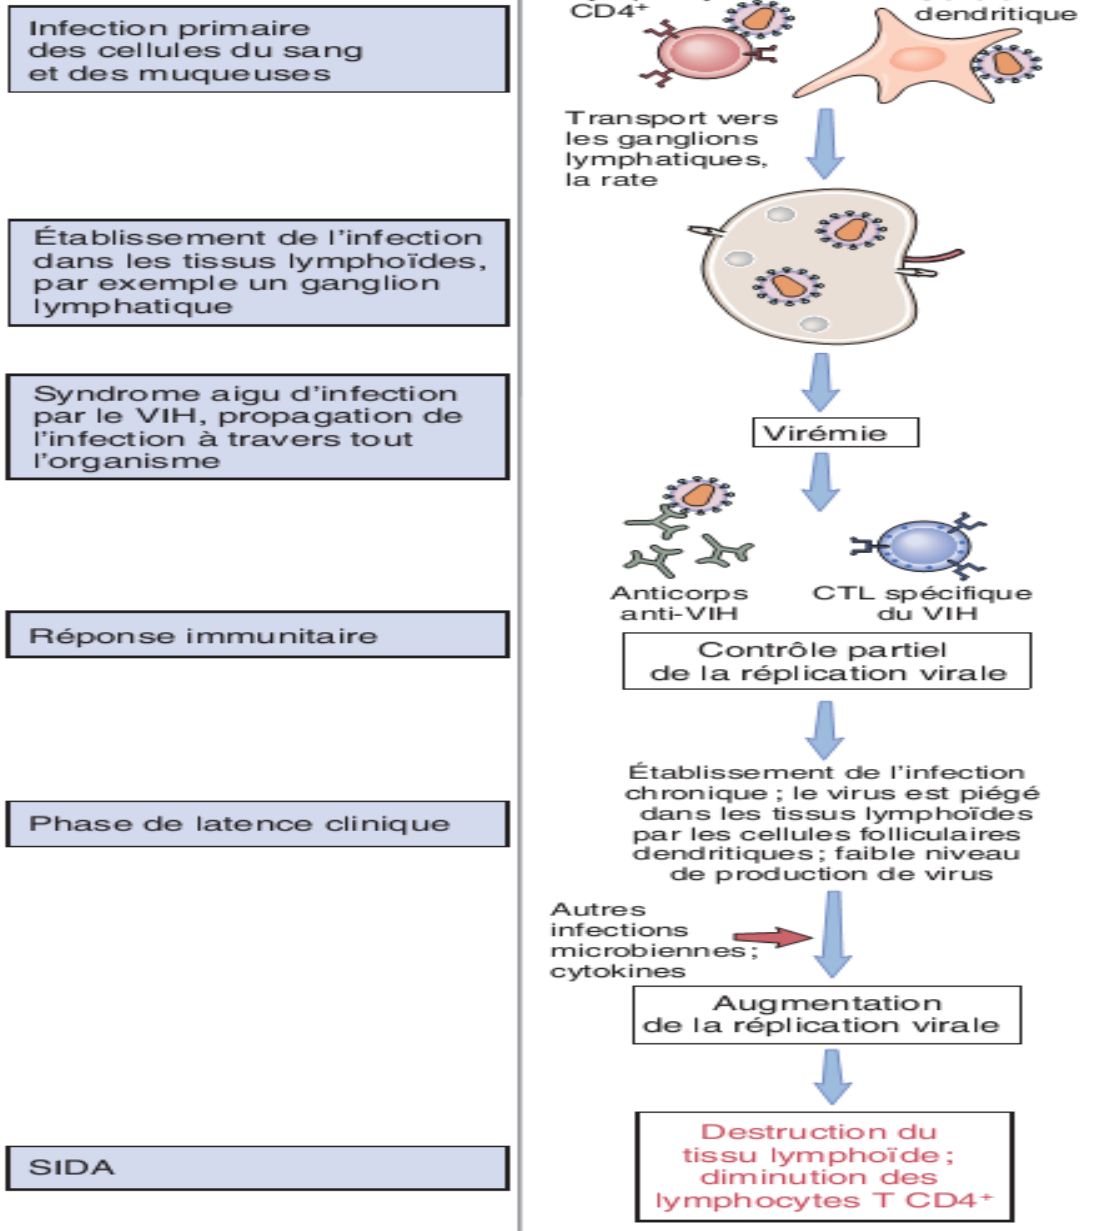 Infection primaire
des cellules du sang
et des muqueuses
CD4+
dendritique
Transport vers
les ganglions
lymphatiques,
la rate
Établissement de l'infection
dans les tissus lymphoïdes,
par exemple un ganglion
lymphatique
Syndrome aigu d'infection
par le VIH, propagation de
l'infection à travers tout
l'organisme
Virémie
Anticorps
anti-VIH
CTL spécifique
du VIH
Réponse immunitaire
Contrôle partiel
de la réplication virale
Phase de latence clinique
Établissement de l'infection
chronique ; le virus est piégé
dans les tissus lymphoïdes
par les cellules folliculaires
dendritiques ; faible niveau
de production de virus
Autres
infections
microbiennes ;
cytokines
Augmentation
de la réplication virale
SIDA
Destruction du
tissu lymphoïde ;
diminution des
lymphocytes T CD4+